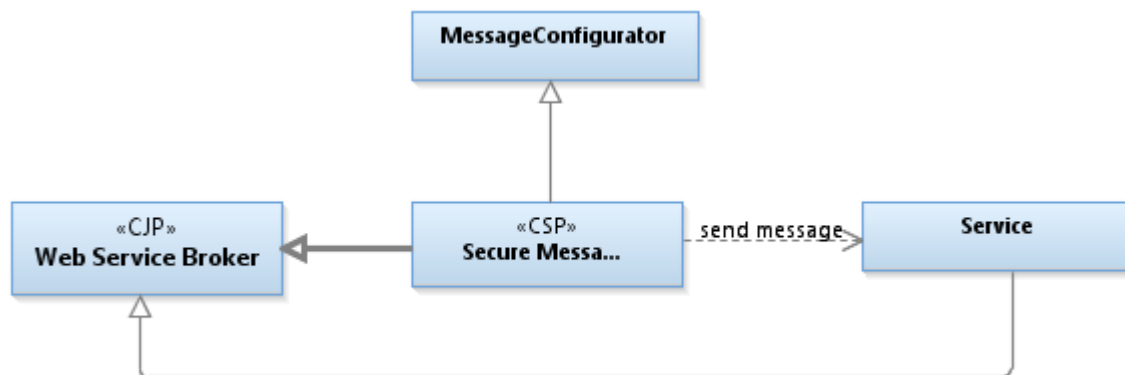 MessageConfigurator
«CJP»
Web Service Broker
«CSP»
Secure Messa...
send message
Service